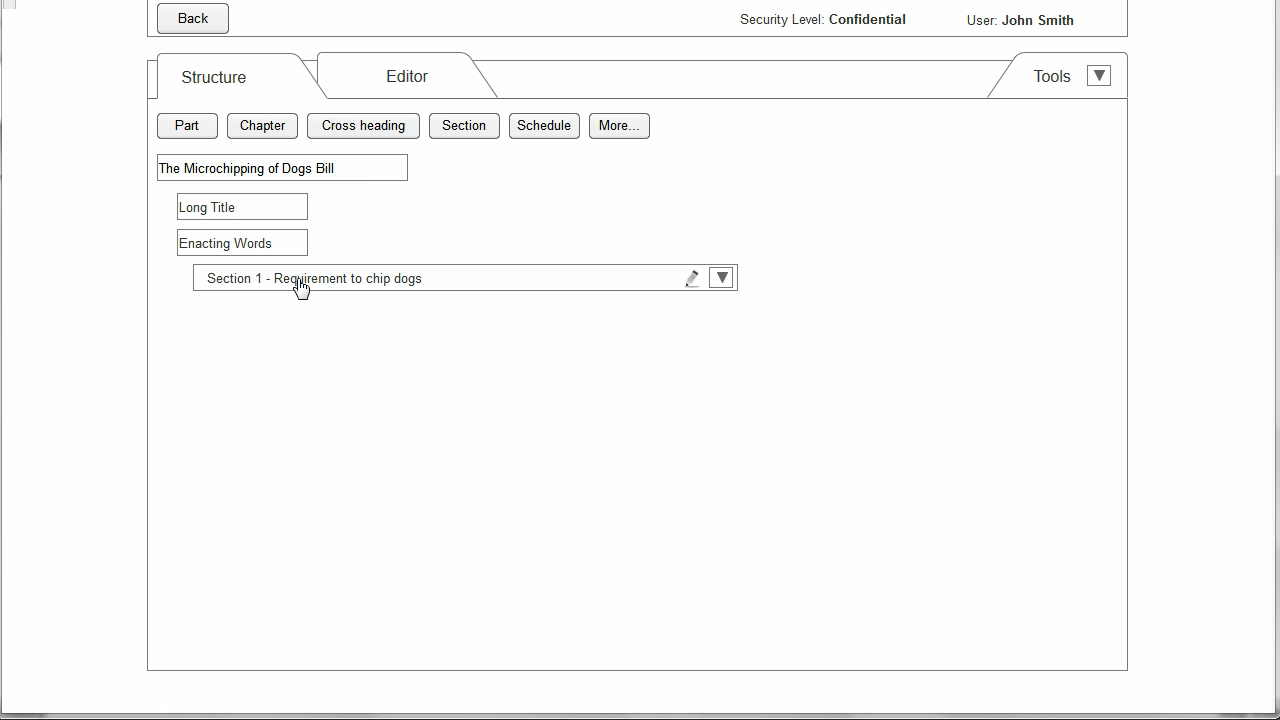 Back
Security Level: Confidential
User: John Smith
Structure
Editor
Tools
Part
Chapter
Cross heading
Section
Schedule
More...
The Microchipping of Dogs Bill
Long Title
Enacting Words
Section 1 - Requirement to chip dogs